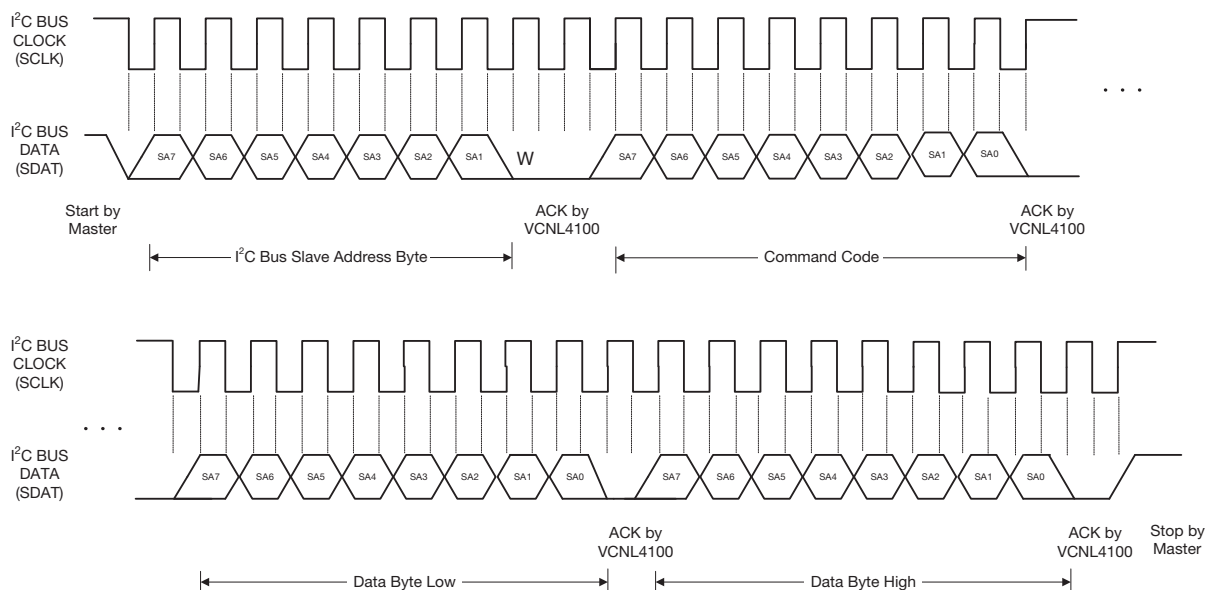 I²C BUS
CLOCK
(SCLK)
. . .
I²C BUS
DATA
(SDAT)
SA7 SA6 SA5 SA4 SA3 SA2 SA1 W SA7 SA6 SA5 SA4 SA3 SA2 SA1 SA0
Start by
Master
ACK by
VCNL4100
ACK by
VCNL4100
I²C Bus Slave Address Byte
Command Code
I²C BUS
CLOCK
(SCLK)
. . .
I²C BUS
DATA
(SDAT)
SA7 SA6 SA5 SA4 SA3 SA2 SA1 SA0 SA7 SA6 SA5 SA4 SA3 SA2 SA1 SA0
ACK by
VCNL4100
ACK by
VCNL4100
Stop by
Master
Data Byte Low
Data Byte High